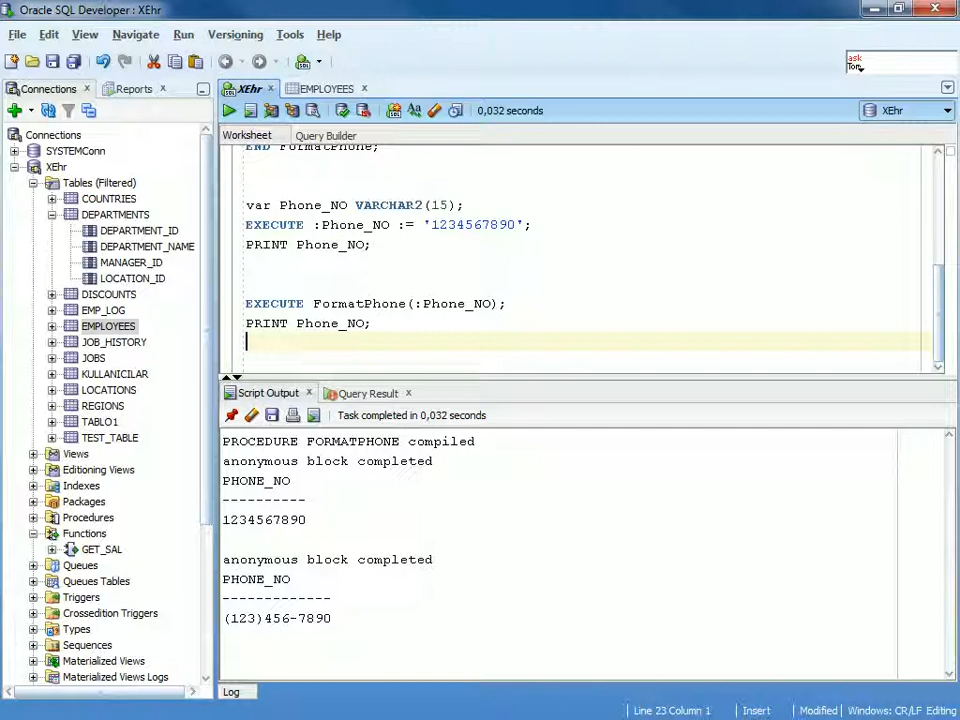 Oracle SQL Developer : XEhr
File Edit View Navigate Run Versioning Tools Help
ask
Tom
Connections Reports
XEhr EMPLOYEES
0,032 seconds
XEhr
Worksheet Query Builder
END FormatPhone;
var Phone_NO VARCHAR2(15);
EXECUTE :Phone_NO := '1234567890';
PRINT Phone_NO;
EXECUTE FormatPhone(:Phone_NO);
PRINT Phone_NO;
Connections
SYSTEMConn
XEhr
Tables (Filtered)
COUNTRIES
DEPARTMENTS
DEPARTMENT_ID
DEPARTMENT_NAME
MANAGER_ID
LOCATION_ID
DISCOUNTS
EMP_LOG
EMPLOYEES
JOB_HISTORY
JOBS
KULLANICILAR
LOCATIONS
REGIONS
TABLO1
TEST_TABLE
Views
Editioning Views
Indexes
Packages
Procedures
Functions
GET_SAL
Queues
Queues Tables
Triggers
Crossedition Triggers
Types
Sequences
Materialized Views
Materialized Views Logs
Script Output Query Result
Task completed in 0,032 seconds
PROCEDURE FORMATPHONE compiled
anonymous block completed
PHONE_NO
----------
1234567890
anonymous block completed
PHONE_NO
-------------
(123)456-7890
Log
Line 23 Column 1 Insert Modified Windows: CR/LF Editing